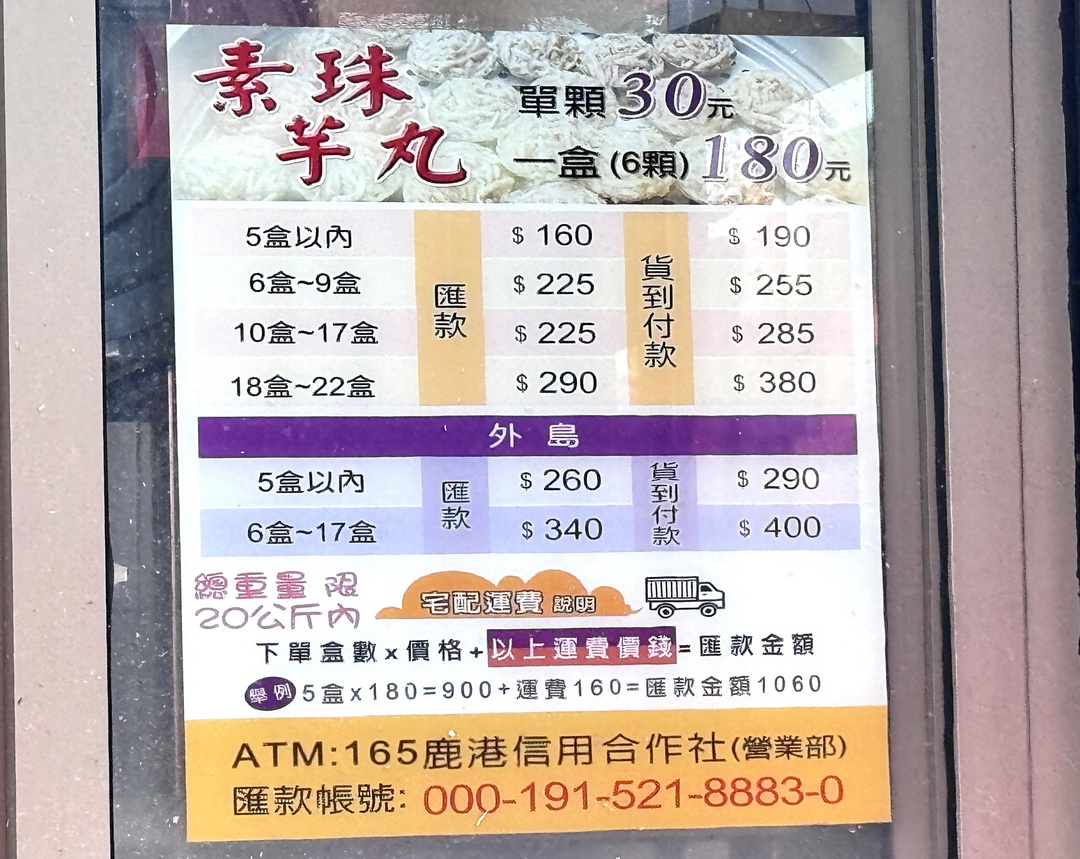 素珠
芋丸
單顆30元
一盒(6顆)180元
5盒以內 $ 160 $ 190
6盒~9盒 $ 225 $ 255
10盒~17盒 $ 225 $ 285
18盒~22盒 $ 290 $ 380
匯款
貨到付款
外島
5盒以內 $ 260 $ 290
6盒~17盒 $ 340 $ 400
匯款
貨到付款
總重量限
20公斤內
宅配運費 說明
下單盒數x價格+以上運費價錢=匯款金額
舉例 5盒x180=900+運費160=匯款金額1060
ATM:165鹿港信用合作社(營業部)
匯款帳號: 000-191-521-8883-0